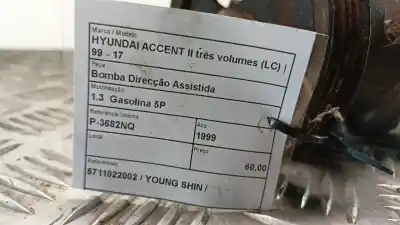 Marca / Modelo
HYUNDAI ACCENT II três volumes (LC) |
99 - 17
Peça
Bomba Direcção Assistida
Motorização
1.3 Gasolina 5P
Referência Interna
P-3682NQ
Ano
1999
Local
Preço
60,00
Referências
5711022002 / YOUNG SHIN /